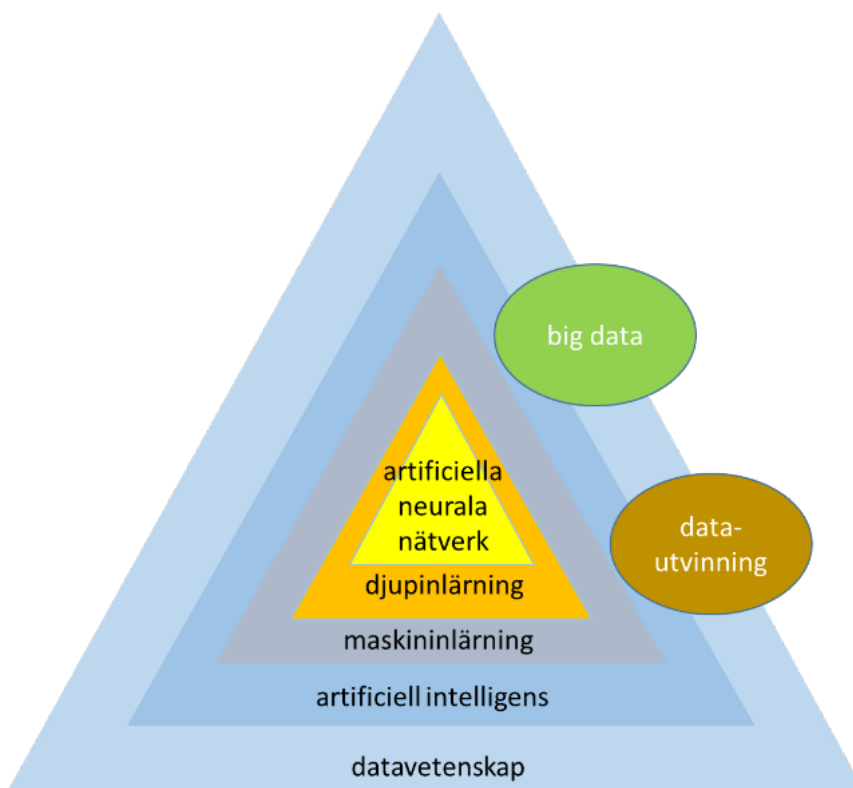 big data
artificiella
neurala
nätverk
data-
utvinning
djupinlärning
maskininlärning
artificiell intelligens
datavetenskap